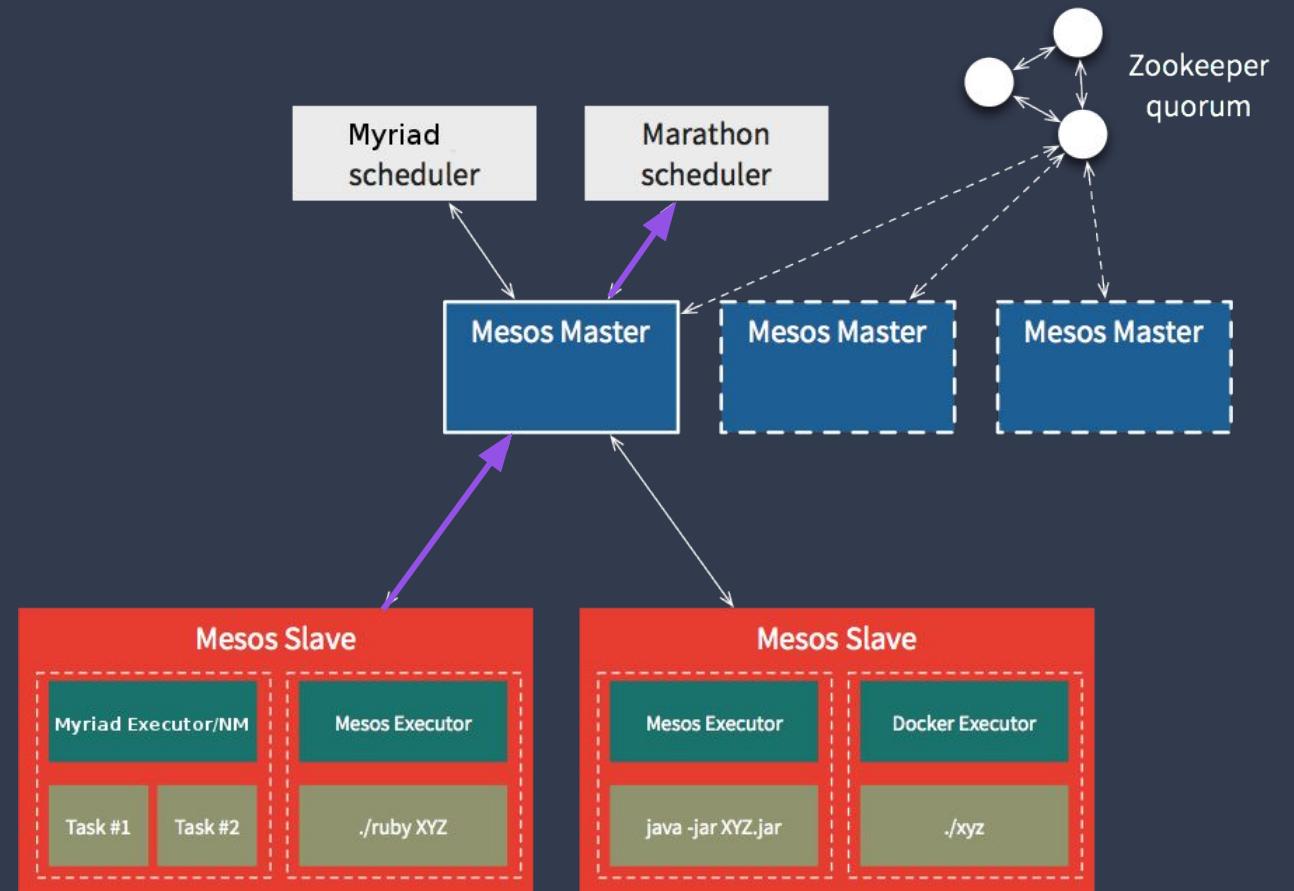 Zookeeper
quorum
Myriad
scheduler
Marathon
scheduler
Mesos Master
Mesos Master
Mesos Master
Mesos Slave
Myriad Executor/NM
Mesos Executor
Task #1
Task #2
./ruby XYZ
Mesos Slave
Mesos Executor
Docker Executor
java -jar XYZ.jar
./xyz